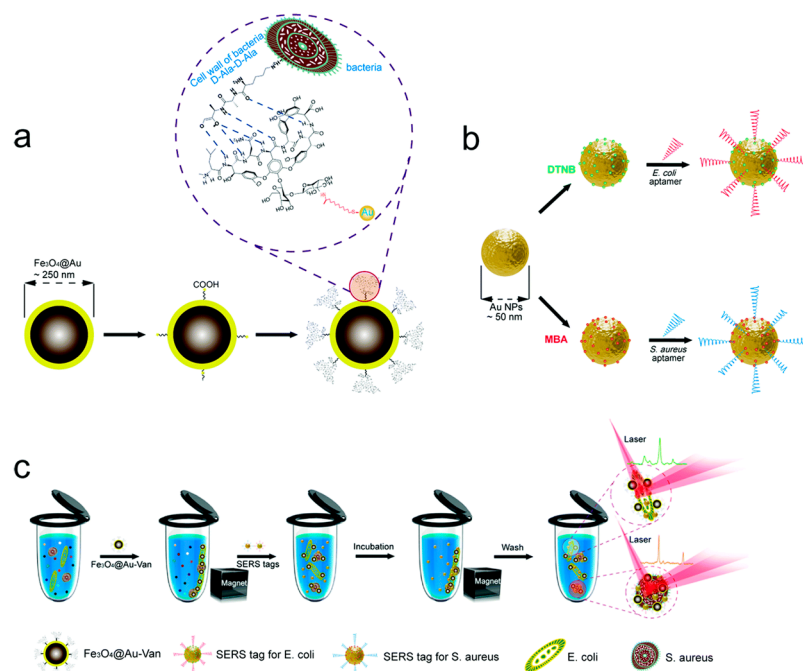 a
Cell wall of bacteria
D-Ala-D-Ala
bacteria
Au
Fe₃O₄@Au
~ 250 nm
COOH
b
DTNB
E. coli
aptamer
Au NPs
~ 50 nm
MBA
S. aureus
aptamer
c
Fe₃O₄@Au-Van
Magnet
SERS tags
Incubation
Magnet
Wash
Laser
Laser
Fe₃O₄@Au-Van
SERS tag for E. coli
SERS tag for S. aureus
E. coli
S. aureus